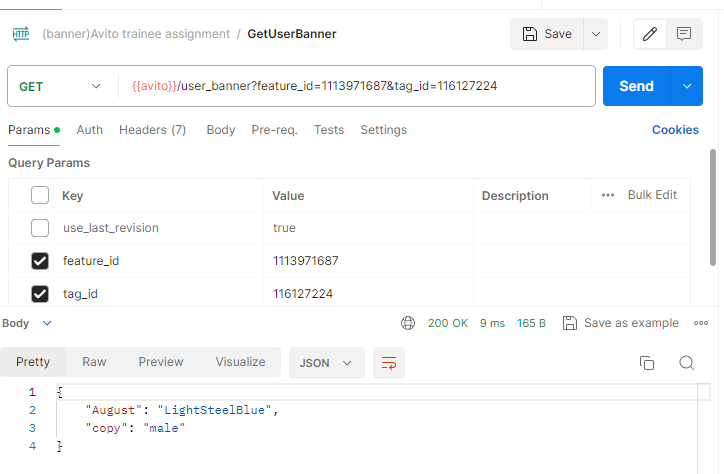 HTTP (banner)Avito trainee assignment / GetUserBanner Save
GET {{avito}}/user_banner?feature_id=1113971687&tag_id=116127224 Send
Params Auth Headers (7) Body Pre-req. Tests Settings Cookies
Query Params
Key Value Description Bulk Edit
use_last_revision true
feature_id 1113971687
tag_id 116127224
Body 200 OK 9 ms 165 B Save as example
Pretty Raw Preview Visualize JSON
1 {
2 "August": "LightSteelBlue",
3 "copy": "male"
4 }